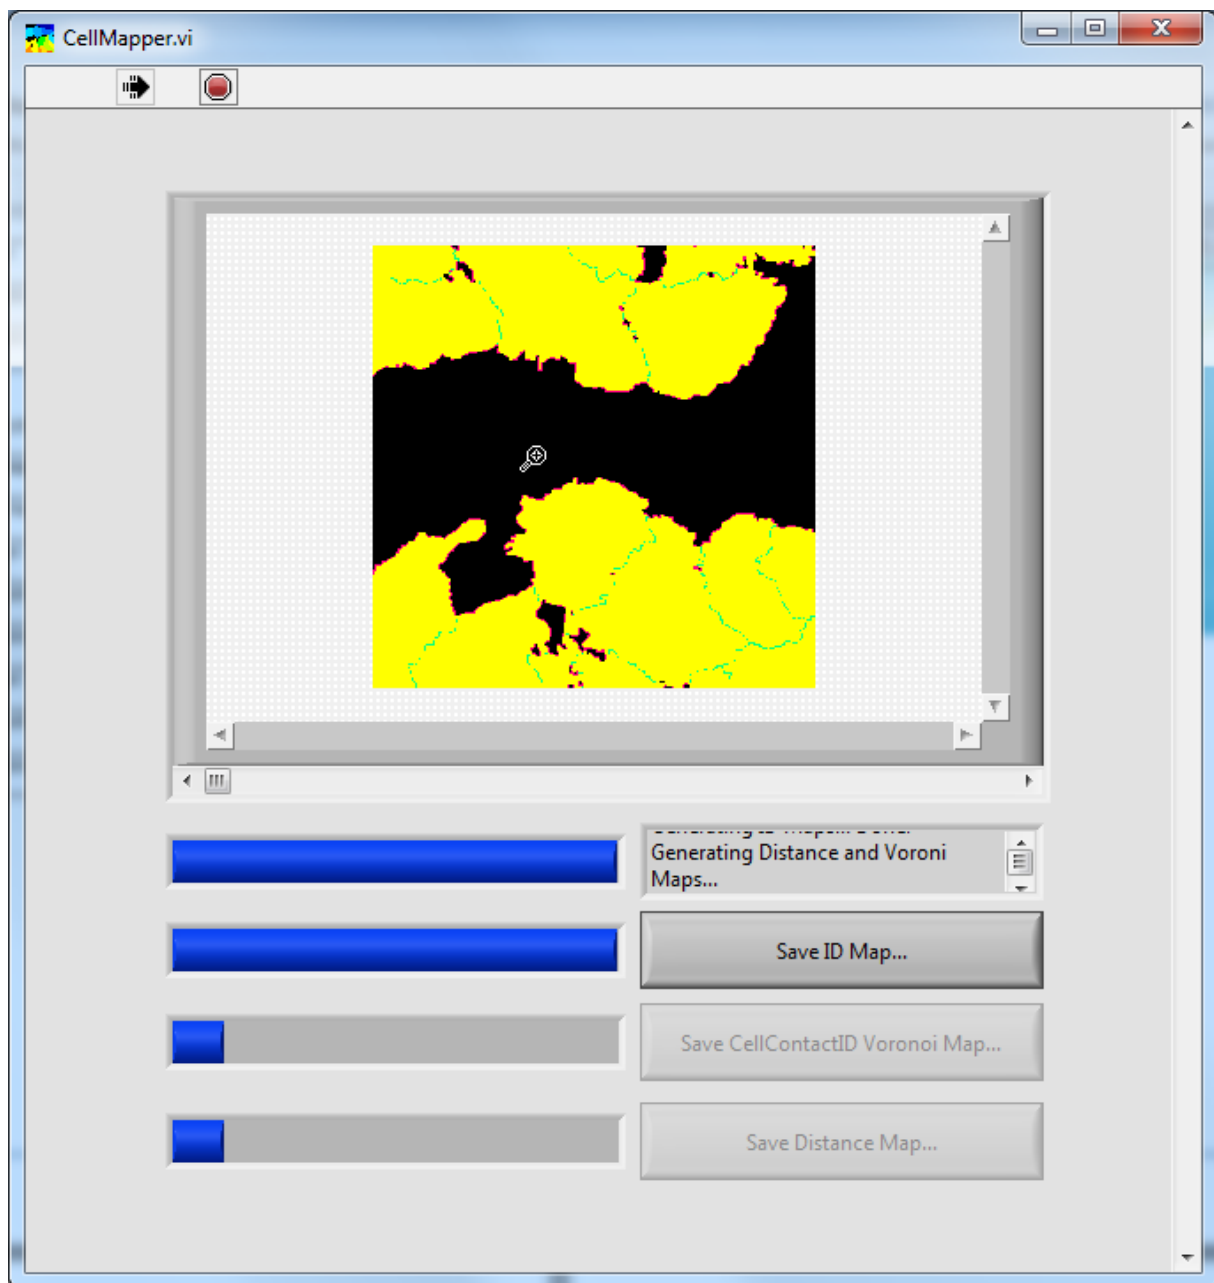 CellMapper.vi
Generating Distance and Voroni
Maps...
Save ID Map...
Save CellContactID Voronoi Map...
Save Distance Map...